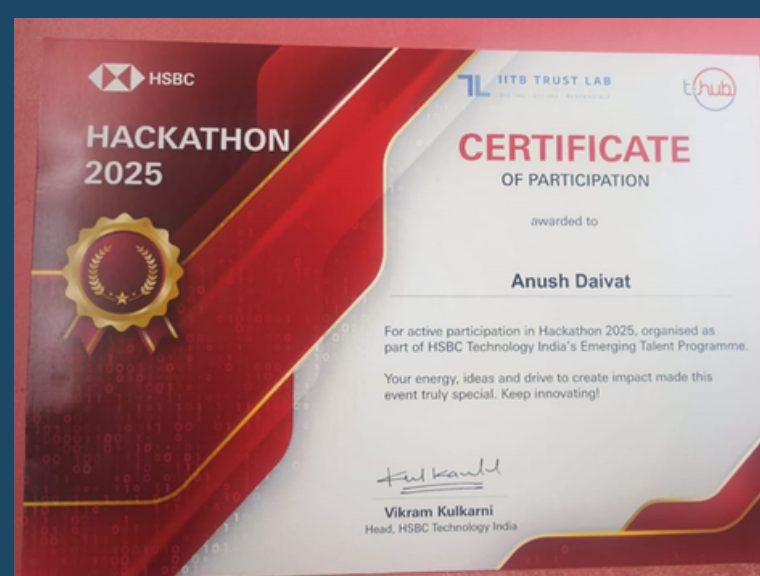 HSBC
HACKATHON
2025
IITB TRUST LAB
t-hub
CERTIFICATE
OF PARTICIPATION
awarded to
Anush Daivat
For active participation in Hackathon 2025, organised as
part of HSBC Technology India's Emerging Talent Programme.
Your energy, ideas and drive to create impact made this
event truly special. Keep innovating!
Vikram Kulkarni
Head, HSBC Technology India